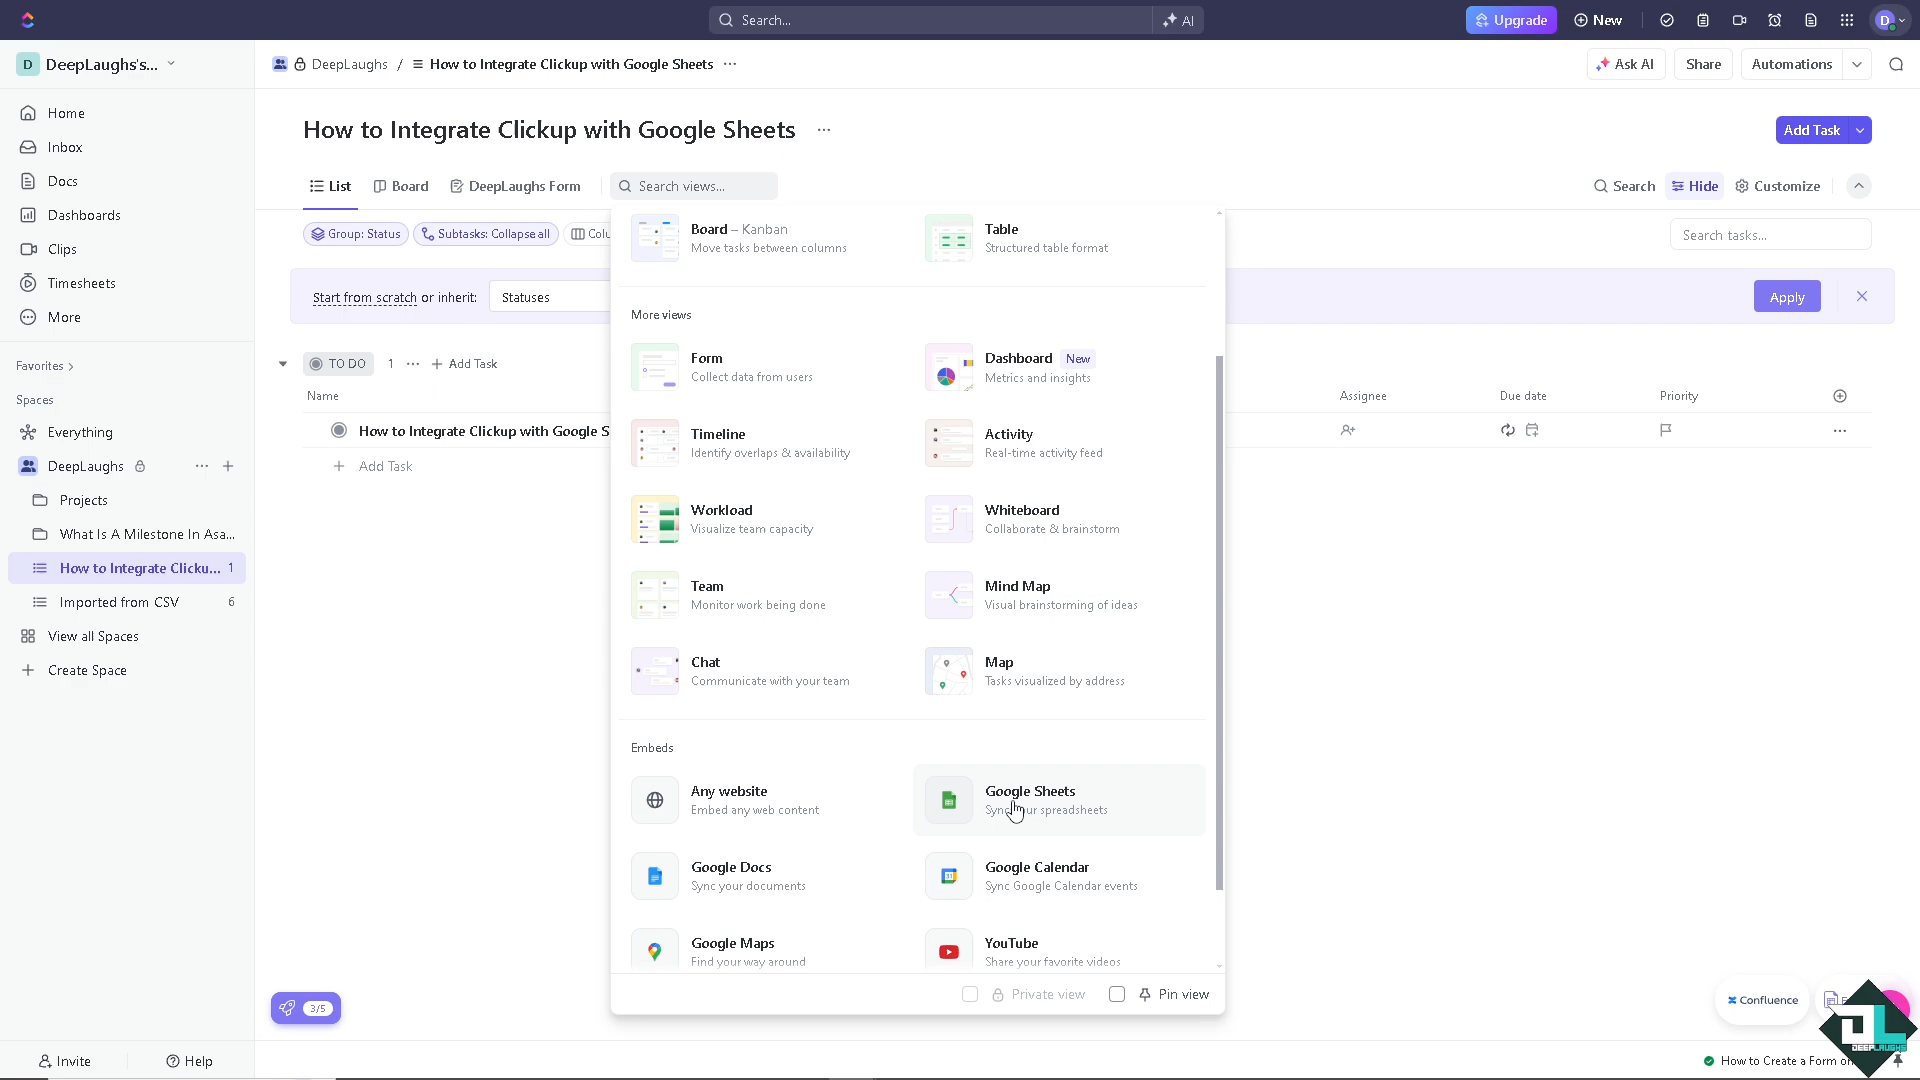 Search...
AI
Upgrade
New
D
D
DeepLaughs's...
DeepLaughs / How to Integrate Clickup with Google Sheets ...
Ask AI
Share
Automations
Home
Inbox
Docs
Dashboards
Clips
Timesheets
More
Favorites
Spaces
Everything
DeepLaughs
Projects
What Is A Milestone In Asa...
How to Integrate Clicku... 1
Imported from CSV 6
View all Spaces
Create Space
Invite
Help
How to Integrate Clickup with Google Sheets ...
Add Task
List
Board
DeepLaughs Form
Search views...
Search
Hide
Customize
Group: Status
Subtasks: Collapse all
Colu
Search tasks...
Start from scratch or inherit:
Statuses
Apply
TO DO 1 ... + Add Task
Name
Assignee
Due date
Priority
How to Integrate Clickup with Google S
Add Task
Board – Kanban
Move tasks between columns
Table
Structured table format
More views
Form
Collect data from users
Dashboard New
Metrics and insights
Timeline
Identify overlaps & availability
Activity
Real-time activity feed
Workload
Visualize team capacity
Whiteboard
Collaborate & brainstorm
Team
Monitor work being done
Mind Map
Visual brainstorming of ideas
Chat
Communicate with your team
Map
Tasks visualized by address
Embeds
Any website
Embed any web content
Google Sheets
Sync your spreadsheets
Google Docs
Sync your documents
Google Calendar
Sync Google Calendar events
Google Maps
Find your way around
YouTube
Share your favorite videos
Private view
Pin view
3/5
Confluence
DEEPLAUGHS
How to Create a Form on